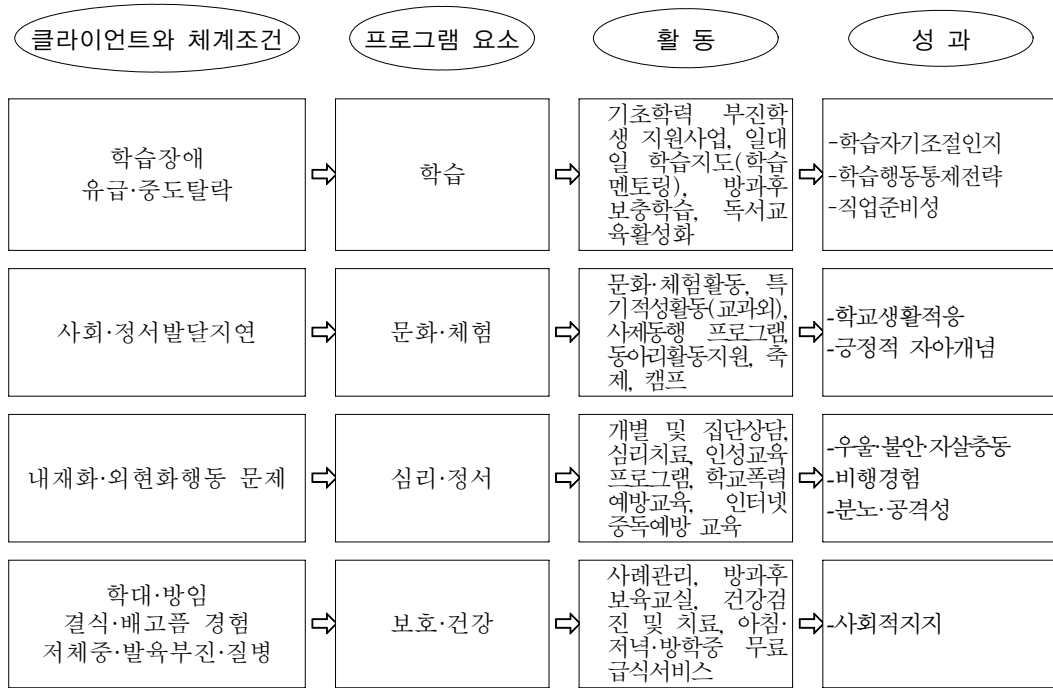 클라이언트와 체계조건
프로그램 요소
활 동
성 과
학습장애
유급·중도탈락
학습
기초학력 부진학
생 지원사업, 일대
일 학습지도(학습
멘토링), 방과후
보충학습, 독서교
육활성화
-학습자기조절인지
-학습행동통제전략
-직업준비성
사회·정서발달지연
문화·체험
문화·체험활동, 특
기적성활동(교과외),
사제동행 프로그램,
동아리활동지원, 축
제, 캠프
-학교생활적응
-긍정적 자아개념
내재화·외현화행동 문제
심리·정서
개별 및 집단상담,
심리치료, 인성교육
프로그램, 학교폭력
예방교육, 인터넷
중독예방 교육
-우울·불안·자살충동
-비행경험
-분노·공격성
학대·방임
결식·배고픔 경험
저체중·발육부진·질병
보호·건강
사례관리, 방과후
보육교실, 건강검
진 및 치료, 아침·
저녁·방학중 무료
급식서비스
-사회적지지